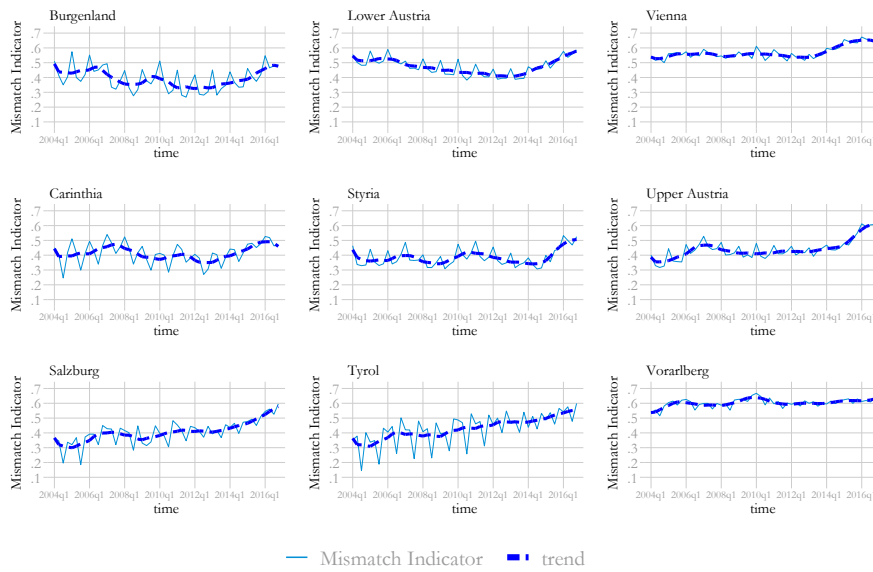 Burgenland
Mismatch Indicator
.7
.6
.5
.4
.3
.2
.1
2004q1 2006q1 2008q1 2010q1 2012q1 2014q1 2016q1
time
Lower Austria
Mismatch Indicator
.7
.6
.5
.4
.3
.2
.1
2004q1 2006q1 2008q1 2010q1 2012q1 2014q1 2016q1
time
Vienna
Mismatch Indicator
.7
.6
.5
.4
.3
.2
.1
2004q1 2006q1 2008q1 2010q1 2012q1 2014q1 2016q1
time
Carinthia
Mismatch Indicator
.7
.6
.5
.4
.3
.2
.1
2004q1 2006q1 2008q1 2010q1 2012q1 2014q1 2016q1
time
Styria
Mismatch Indicator
.7
.6
.5
.4
.3
.2
.1
2004q1 2006q1 2008q1 2010q1 2012q1 2014q1 2016q1
time
Upper Austria
Mismatch Indicator
.7
.6
.5
.4
.3
.2
.1
2004q1 2006q1 2008q1 2010q1 2012q1 2014q1 2016q1
time
Salzburg
Mismatch Indicator
.7
.6
.5
.4
.3
.2
.1
2004q1 2006q1 2008q1 2010q1 2012q1 2014q1 2016q1
time
Tyrol
Mismatch Indicator
.7
.6
.5
.4
.3
.2
.1
2004q1 2006q1 2008q1 2010q1 2012q1 2014q1 2016q1
time
Vorarlberg
Mismatch Indicator
.7
.6
.5
.4
.3
.2
.1
2004q1 2006q1 2008q1 2010q1 2012q1 2014q1 2016q1
time
Mismatch Indicator trend